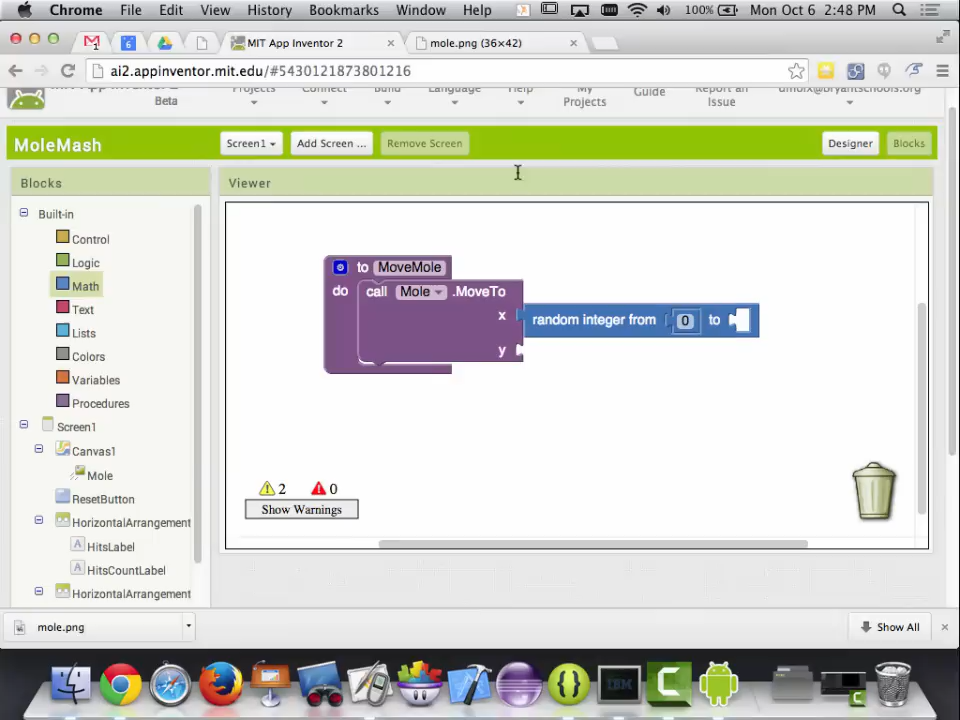 Chrome File Edit View History Bookmarks Window Help 100% Mon Oct 6 2:48 PM
1 6 MIT App Inventor 2 × mole.png (36×42) ×
ai2.appinventor.mit.edu/#5430121873801216
Projects Connect Build Language Help My Projects Guide Report an Issue
Beta
MoleMash Screen1 Add Screen ... Remove Screen Designer Blocks
Blocks Viewer
Built-in
Control
Logic
Math
Text
Lists
Colors
Variables
Procedures
Screen1
Canvas1
Mole
ResetButton
HorizontalArrangement
A HitsLabel
A HitsCountLabel
HorizontalArrangement
to MoveMole
do call Mole .MoveTo
x random integer from 0 to
y
2 0
Show Warnings
mole.png Show All ×
IBM
C
C